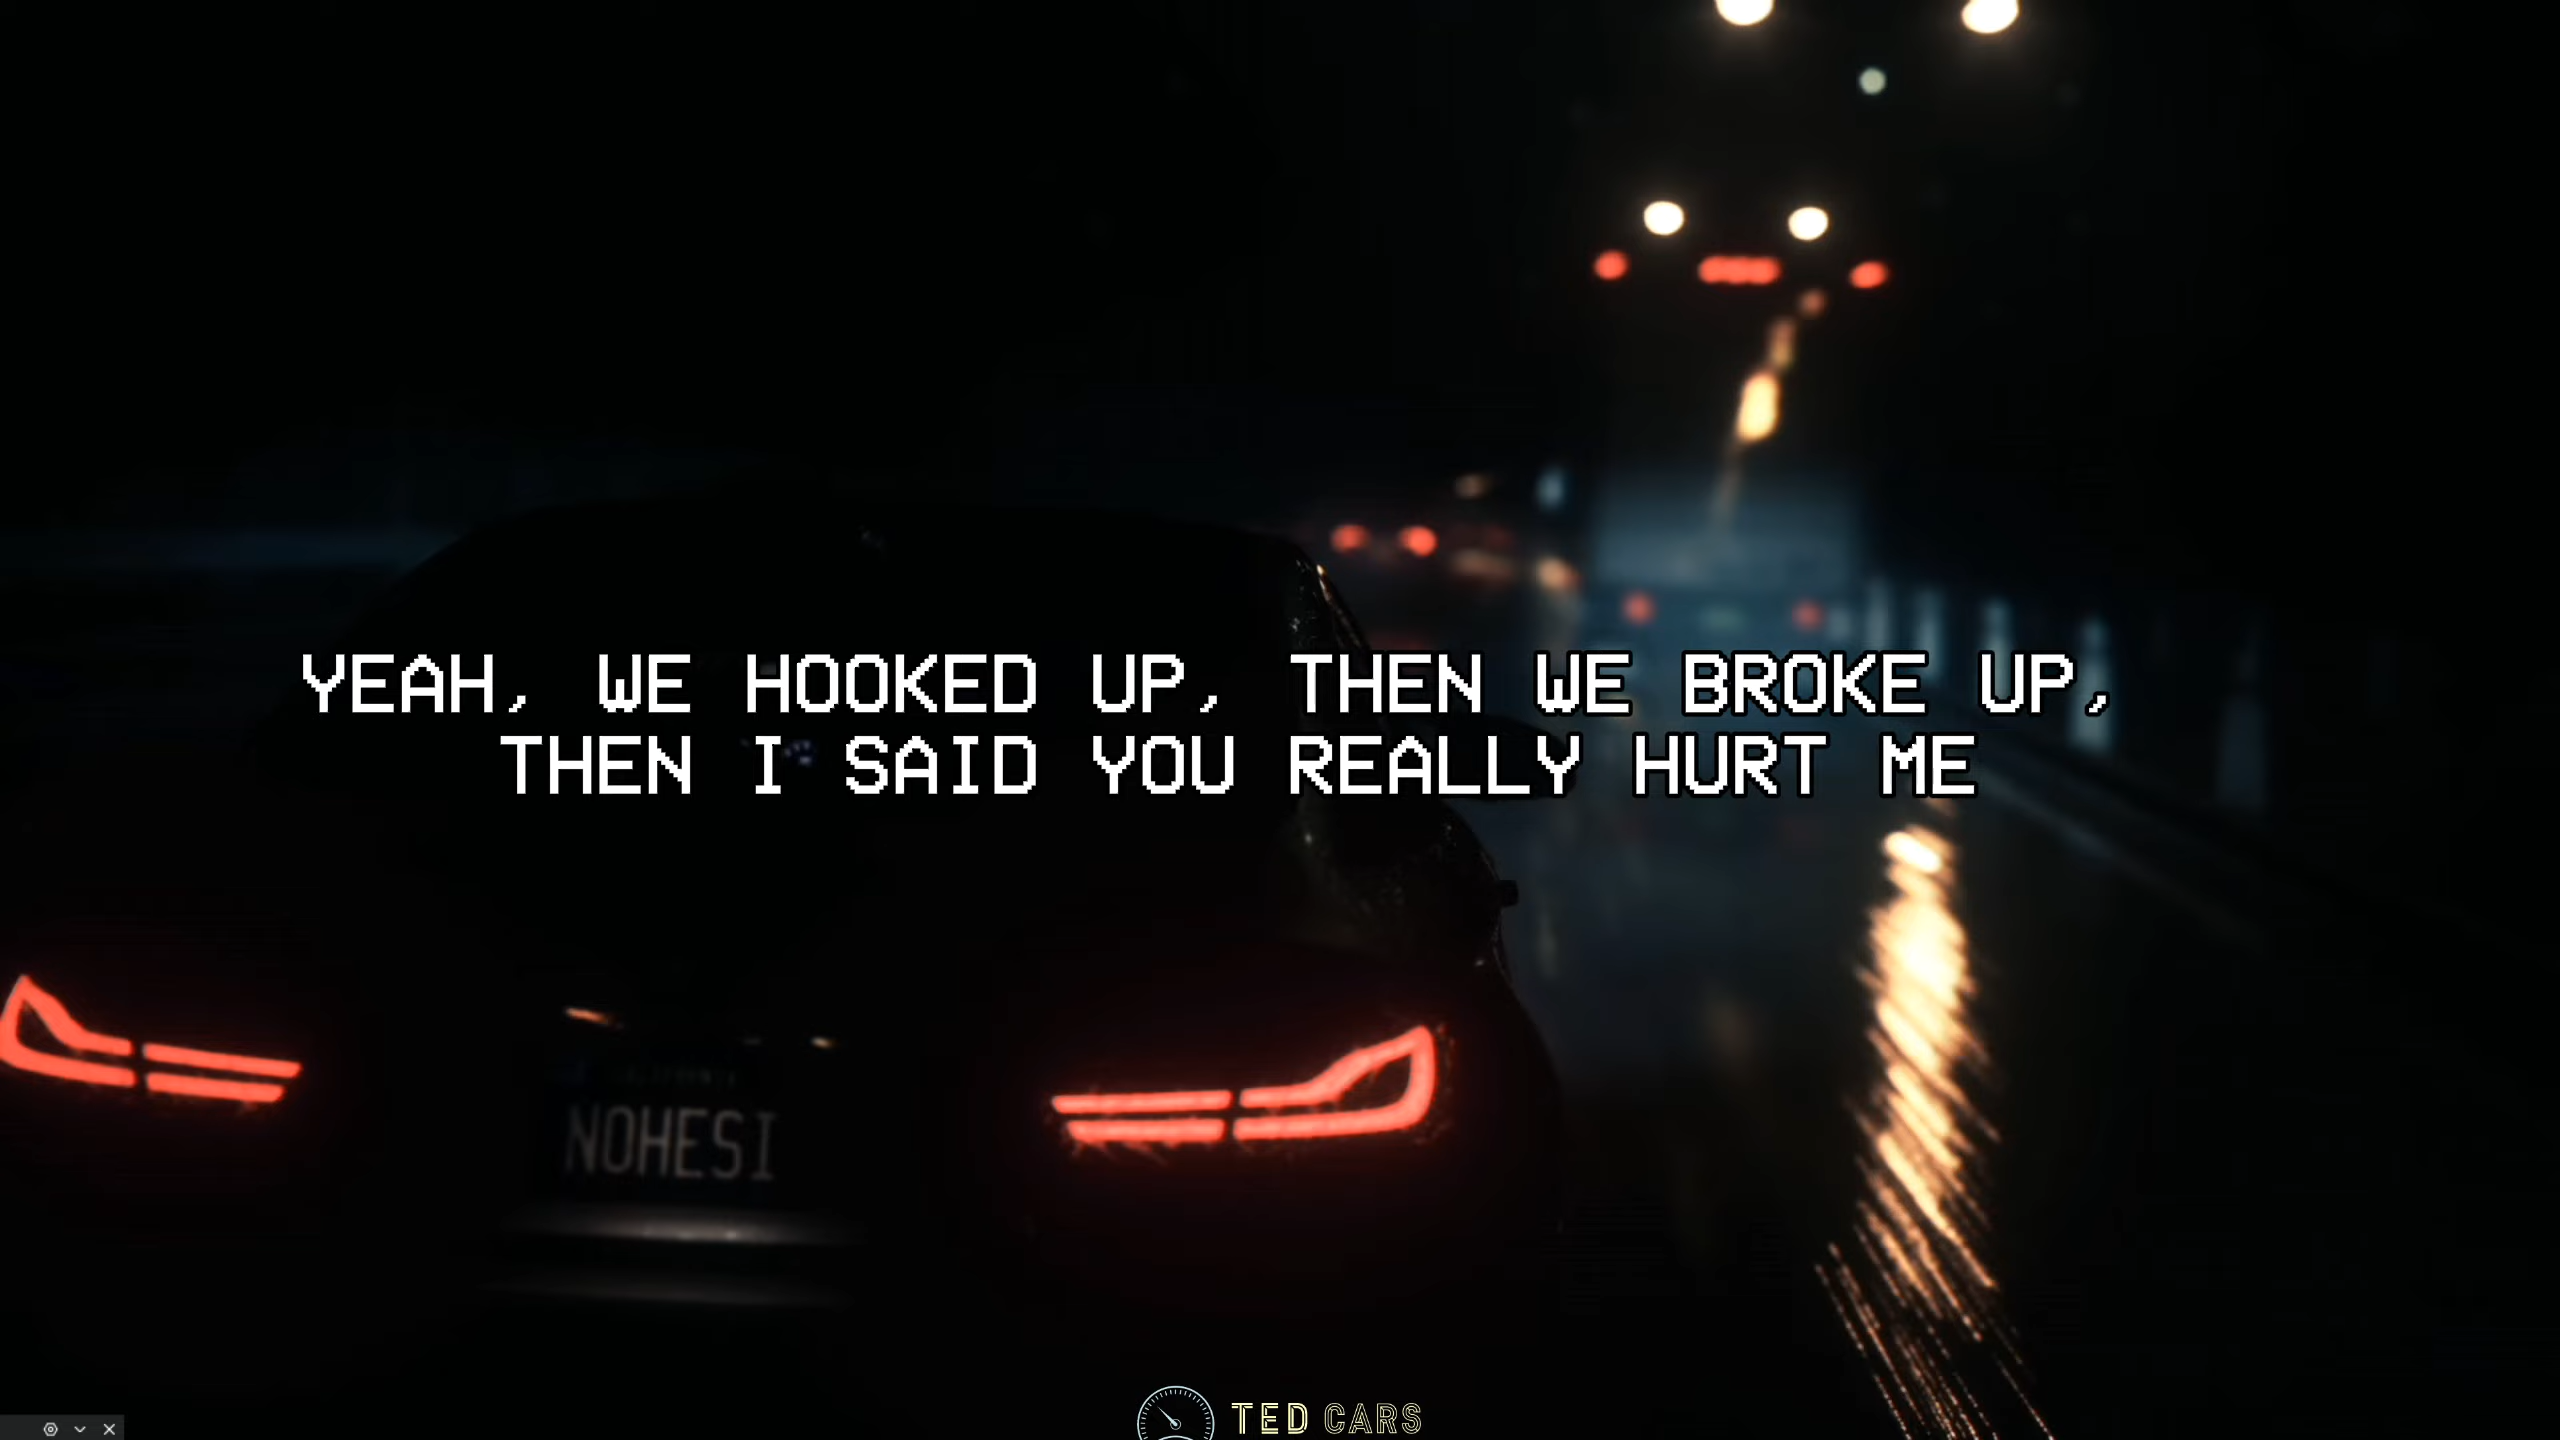 YEAH, WE HOOKED UP, THEN WE BROKE UP,
THEN I SAID YOU REALLY HURT ME
NOHESI
TED CARS